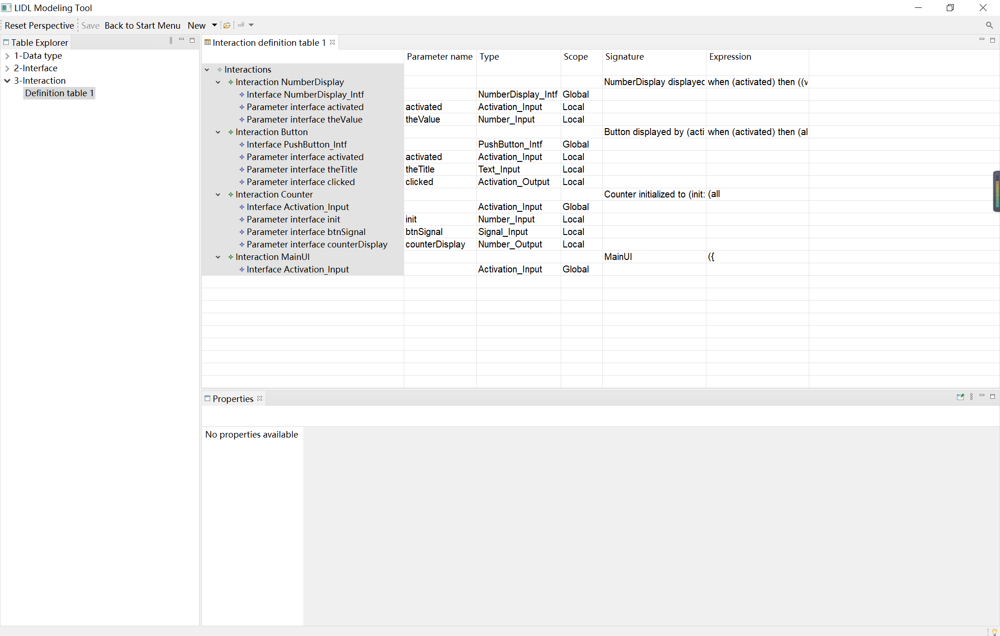 LIDL Modeling Tool
Reset Perspective Save Back to Start Menu New
Table Explorer
1-Data type
2-Interface
3-Interaction
Definition table 1
Interaction definition table 1
Parameter name Type Scope Signature Expression
Interactions
Interaction NumberDisplay NumberDisplay displayed when (activated) then ((v
Interface NumberDisplay_Intf NumberDisplay_Intf Global
Parameter interface activated activated Activation_Input Local
Parameter interface theValue theValue Number_Input Local
Interaction Button Button displayed by (acti when (activated) then (al
Interface PushButton_Intf PushButton_Intf Global
Parameter interface activated activated Activation_Input Local
Parameter interface theTitle theTitle Text_Input Local
Parameter interface clicked clicked Activation_Output Local
Interaction Counter Counter initialized to (init: (all
Interface Activation_Input Activation_Input Global
Parameter interface init init Number_Input Local
Parameter interface btnSignal btnSignal Signal_Input Local
Parameter interface counterDisplay counterDisplay Number_Output Local
Interaction MainUI MainUI ({
Interface Activation_Input Activation_Input Global
Properties
No properties available